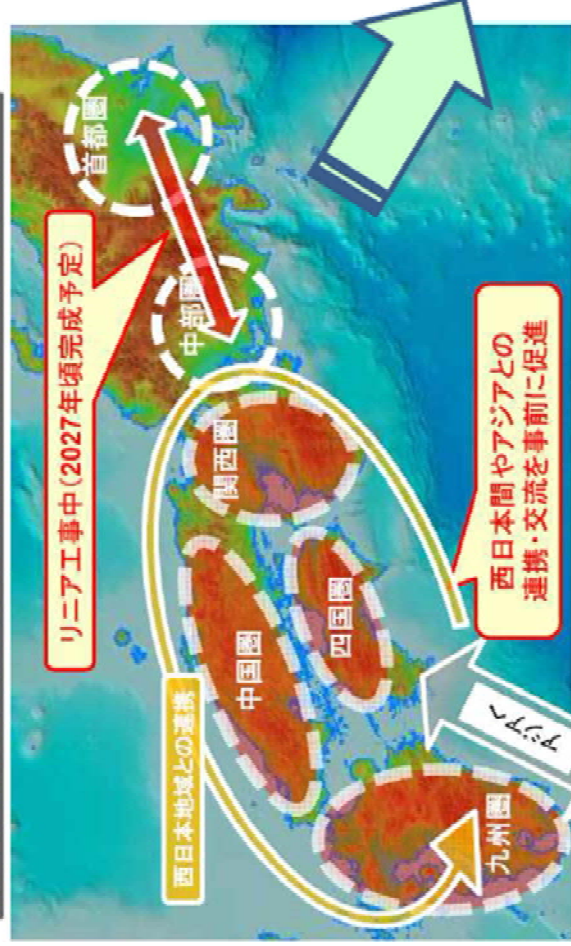 リニア工事中(2027年頃完成予定)
首都圏
中部圏
関西圏
中国圏
四国圏
九州圏
西日本地域との連携
アジアへ
西日本間やアジアとの
連携・交流を事前に促進